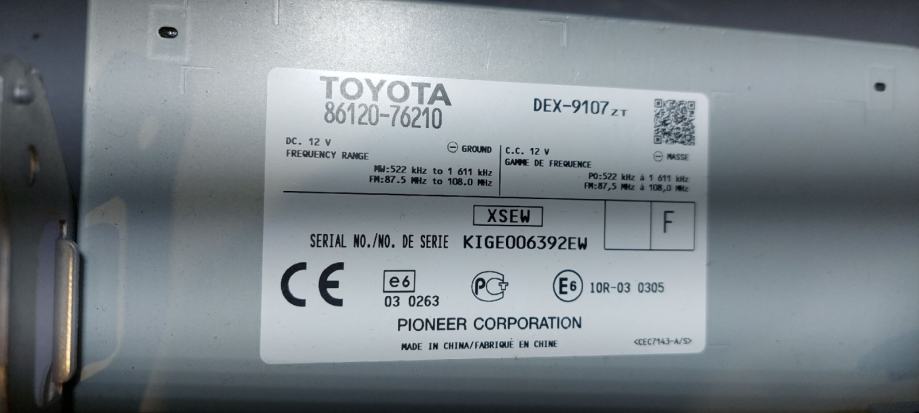 TOYOTA
86120-76210
DEX-9107ZT
DC. 12 V
⊖ GROUND
FREQUENCY RANGE
MW:522 kHz to 1 611 kHz
FM:87.5 MHz to 108.0 MHz
C.C. 12 V
⊖ MASSE
GAMME DE FREQUENCE
PO:522 kHz à 1 611 kHz
FM:87,5 MHz à 108,0 MHz
XSEW
F
SERIAL NO./NO. DE SERIE KIGE006392EW
CE
e6
03 0263
PCT
E6
10R-03 0305
PIONEER CORPORATION
MADE IN CHINA/FABRIQUÉ EN CHINE
<CEC7143-A/S>